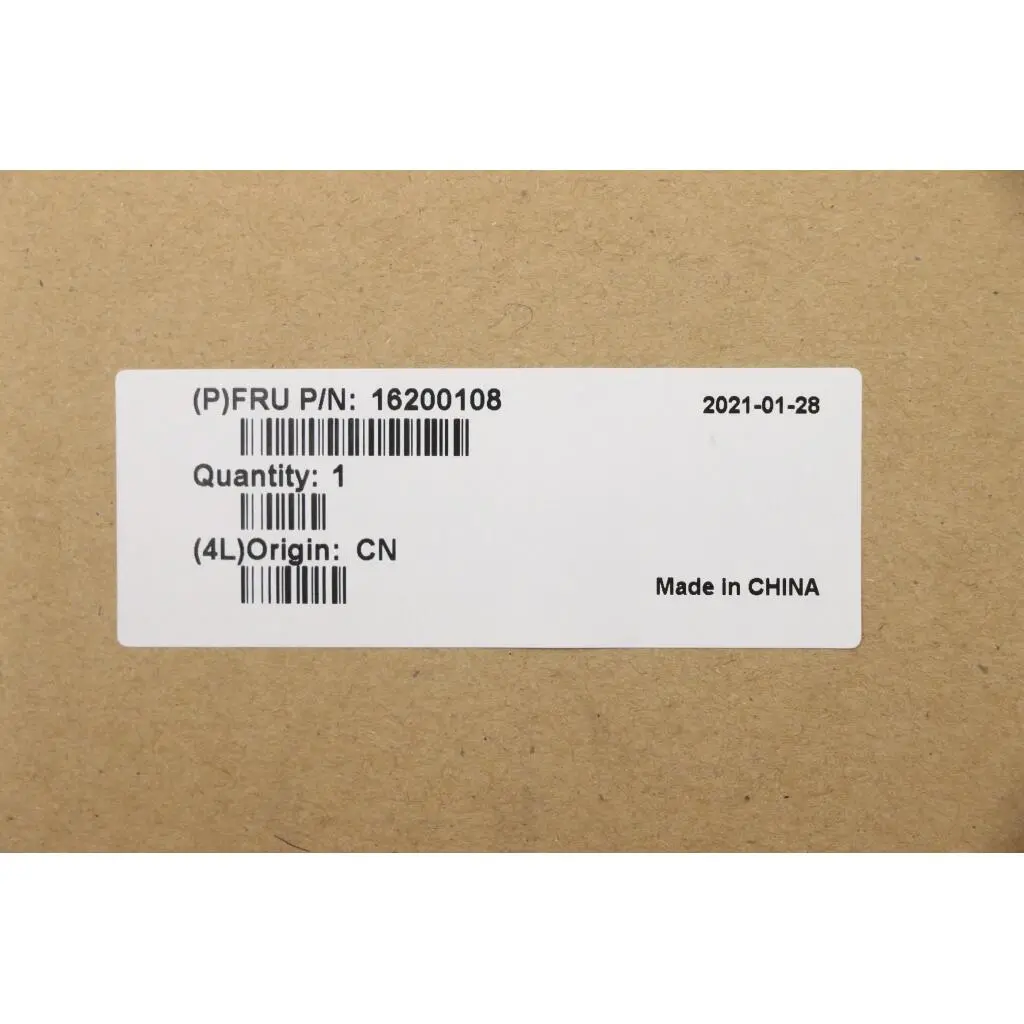 (P)FRU P/N: 16200108
2021-01-28
Quantity: 1
(4L)Origin: CN
Made in CHINA